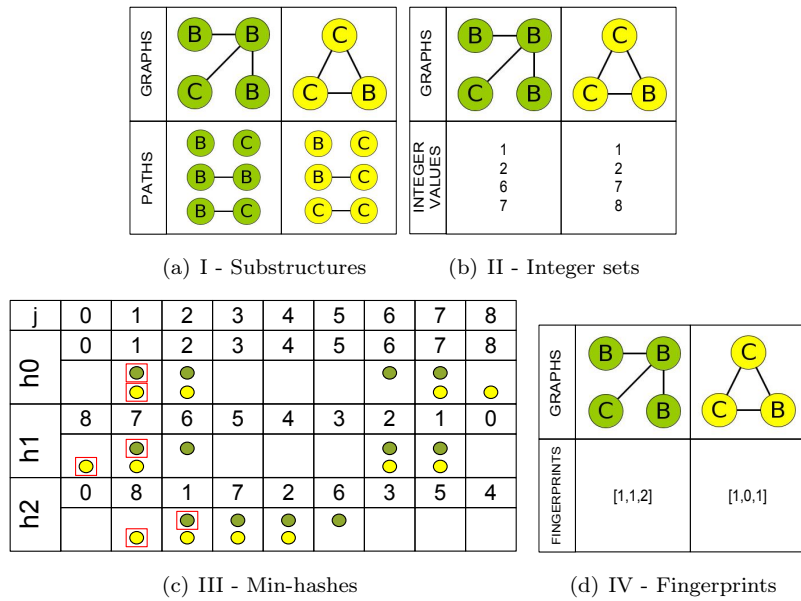 GRAPHS
B B
C B
C
C B
PATHS
B C
B B
B C
B C
B C
C C
(a) I - Substructures
GRAPHS
B B
C B
C
C B
INTEGER
VALUES
1
2
6
7
1
2
7
8
(b) II - Integer sets
j 0 1 2 3 4 5 6 7 8
h0 0 1 2 3 4 5 6 7 8
h1 8 7 6 5 4 3 2 1 0
h2 0 8 1 7 2 6 3 5 4
(c) III - Min-hashes
GRAPHS
B B
C B
C
C B
FINGERPRINTS
[1,1,2]
[1,0,1]
(d) IV - Fingerprints